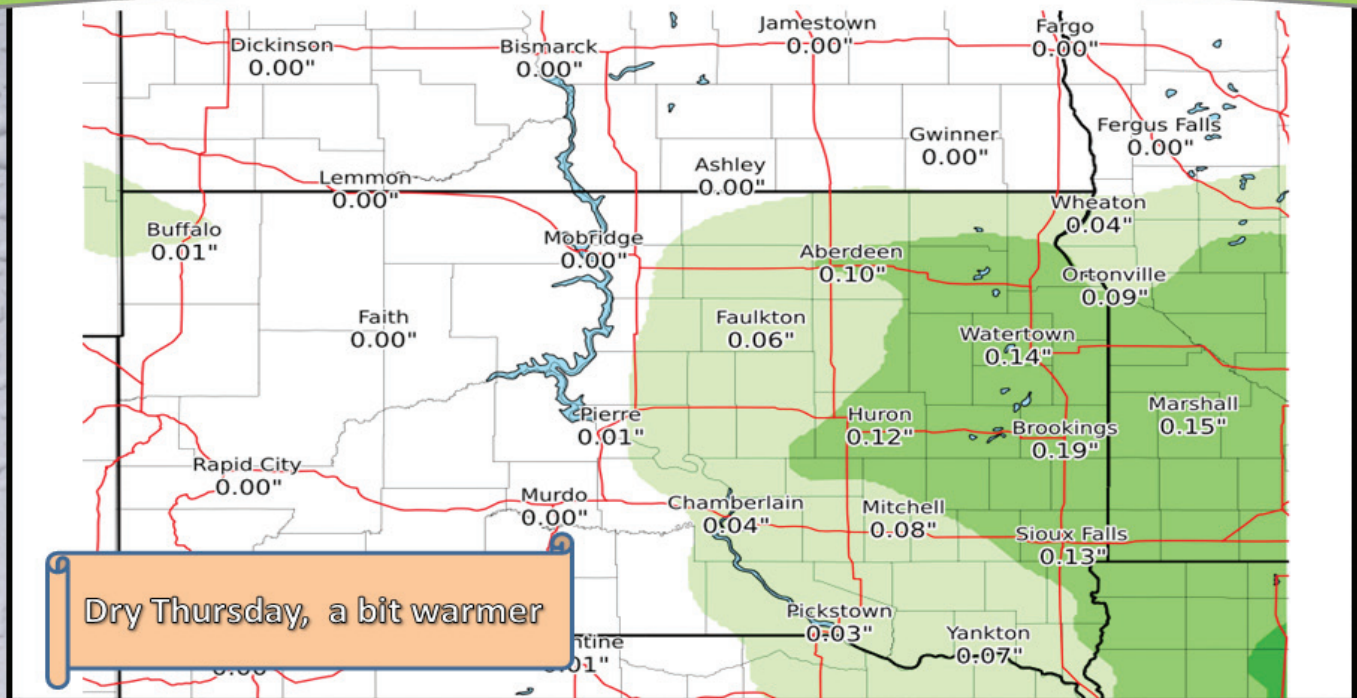 Jamestown
0.00"
Fargo
0.00"
Dickinson
0.00"
Bismarck
0.00"
Gwinner
0.00"
Fergus Falls
0.00"
Ashley
0.00"
Lemmon
0.00"
Wheaton
0.04"
Buffalo
0.01"
Mobridge
0.00"
Aberdeen
0.10"
Ortonville
0.09"
Faith
0.00"
Faulkton
0.06"
Watertown
0.14"
Marshall
0.15"
Pierre
0.01"
Huron
0.12"
Brookings
0.19"
Rapid City
0.00"
Murdo
0.00"
Chamberlain
0.04"
Mitchell
0.08"
Sioux Falls
0.13"
Dry Thursday, a bit warmer
Pickstown
0.03"
Yankton
0.07"
ntine
.01"